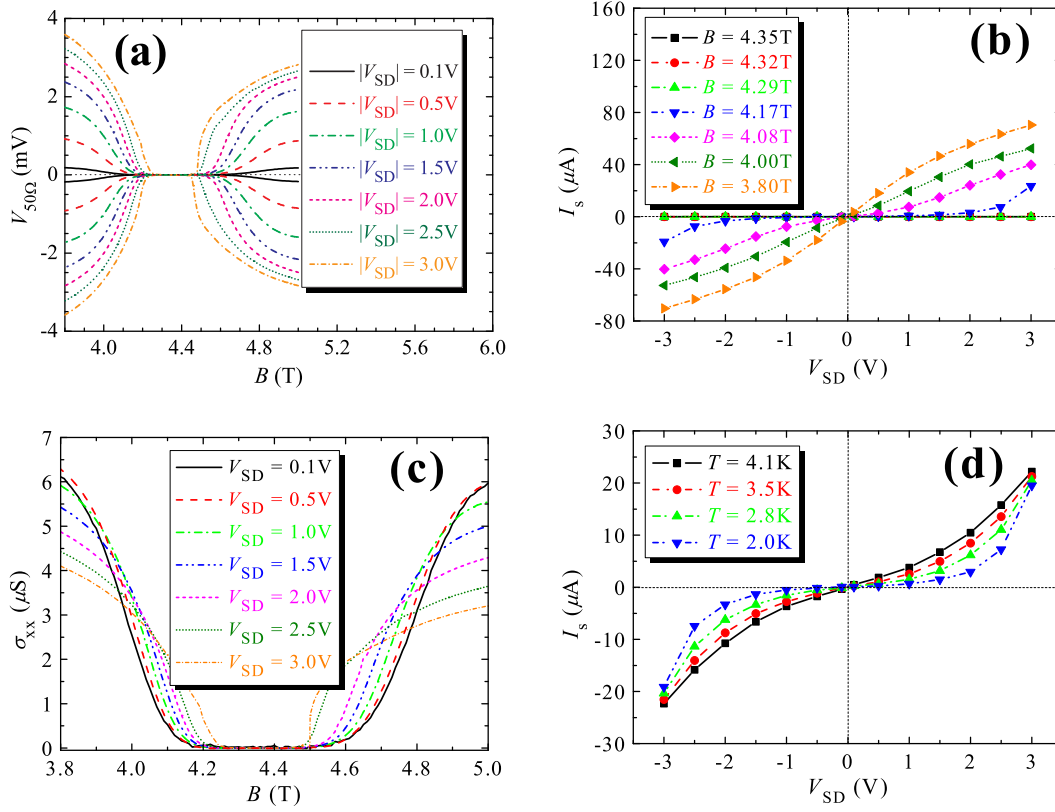 (a)
4
2
0
-2
-4
V50Ω (mV)
|VSD| = 0.1V
|VSD| = 0.5V
|VSD| = 1.0V
|VSD| = 1.5V
|VSD| = 2.0V
|VSD| = 2.5V
|VSD| = 3.0V
4.0 4.4 4.8 5.2 5.6 6.0
B (T)
(b)
160
120
80
40
0
-40
-80
Is (µA)
B = 4.35T
B = 4.32T
B = 4.29T
B = 4.17T
B = 4.08T
B = 4.00T
B = 3.80T
-3 -2 -1 0 1 2 3
VSD (V)
(c)
7
6
5
4
3
2
1
0
σxx (µS)
VSD = 0.1V
VSD = 0.5V
VSD = 1.0V
VSD = 1.5V
VSD = 2.0V
VSD = 2.5V
VSD = 3.0V
3.8 4.0 4.2 4.4 4.6 4.8 5.0
B (T)
(d)
30
20
10
0
-10
-20
-30
Is (µA)
T = 4.1K
T = 3.5K
T = 2.8K
T = 2.0K
-3 -2 -1 0 1 2 3
VSD (V)